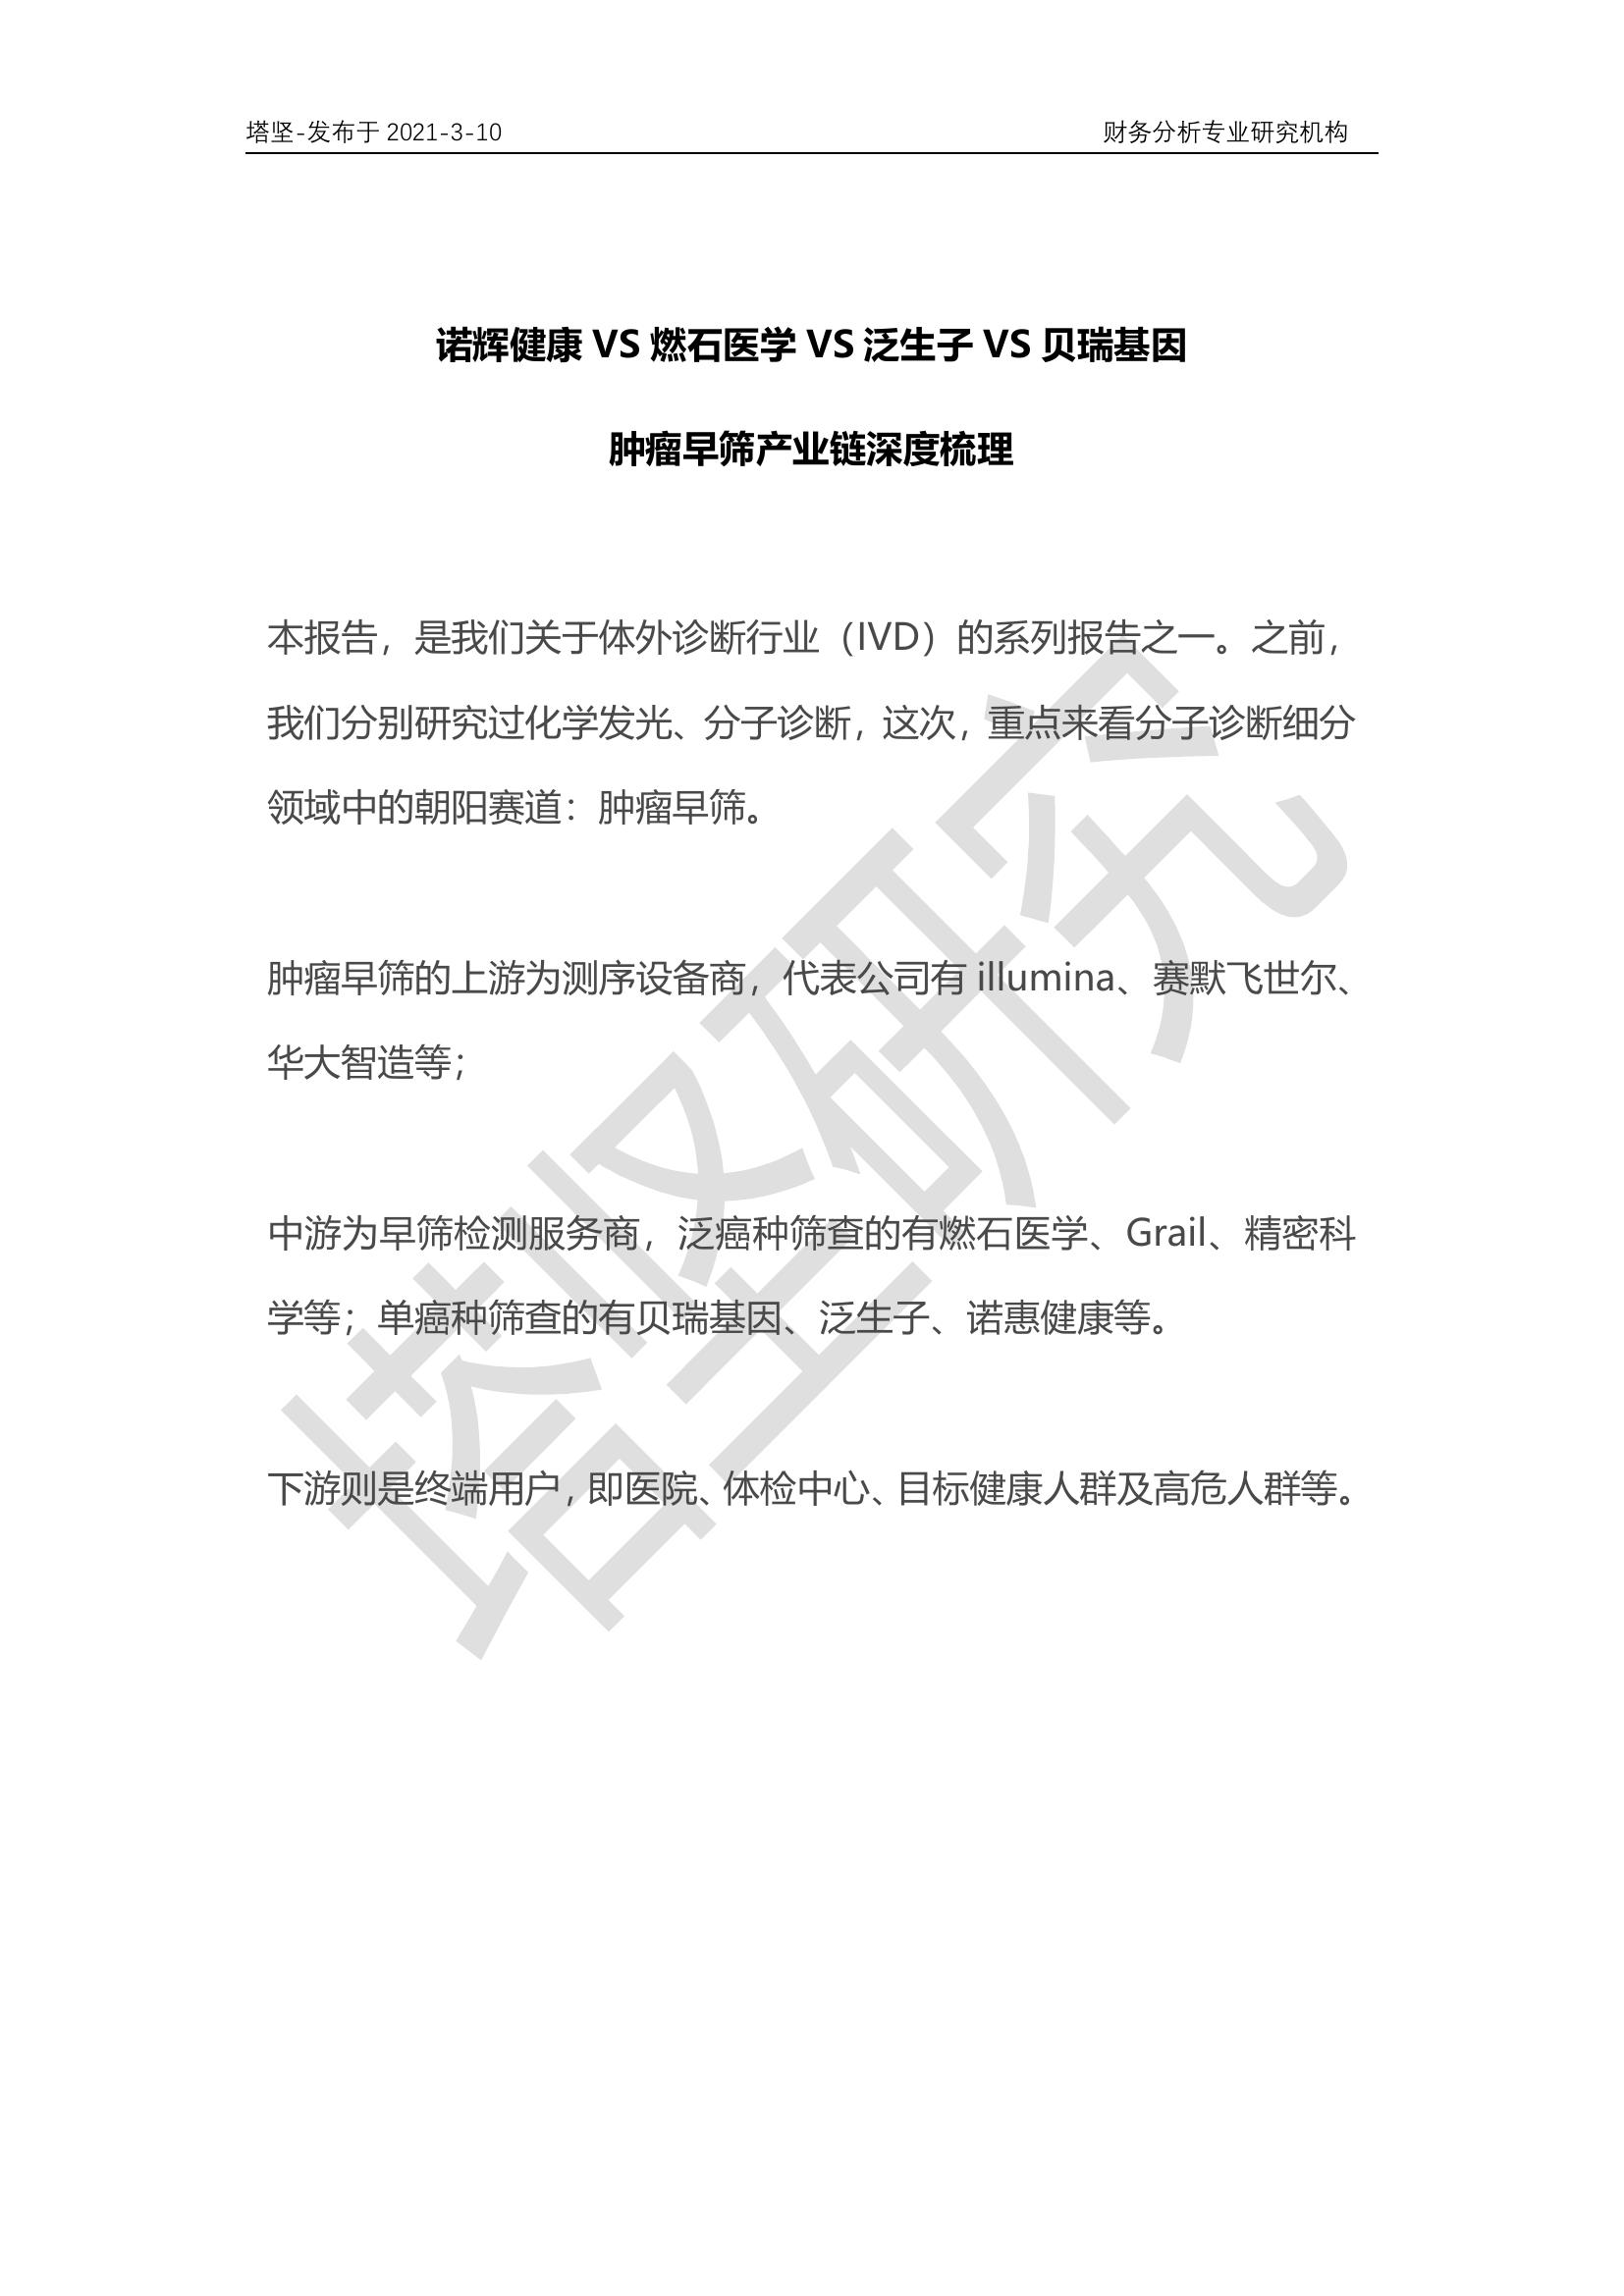 塔坚-发布于 2021-3-10 财务分析专业研究机构
诺辉健康 VS 燃石医学 VS 泛生子 VS 贝瑞基因
肿瘤早筛产业链深度梳理
本报告，是我们关于体外诊断行业（IVD）的系列报告之一。之前，
我们分别研究过化学发光、分子诊断，这次，重点来看分子诊断细分
领域中的朝阳赛道：肿瘤早筛。
肿瘤早筛的上游为测序设备商，代表公司有 illumina、赛默飞世尔、
华大智造等；
中游为早筛检测服务商，泛癌种筛查的有燃石医学、Grail、精密科
学等；单癌种筛查的有贝瑞基因、泛生子、诺惠健康等。
下游则是终端用户，即医院、体检中心、目标健康人群及高危人群等。
塔坚研究